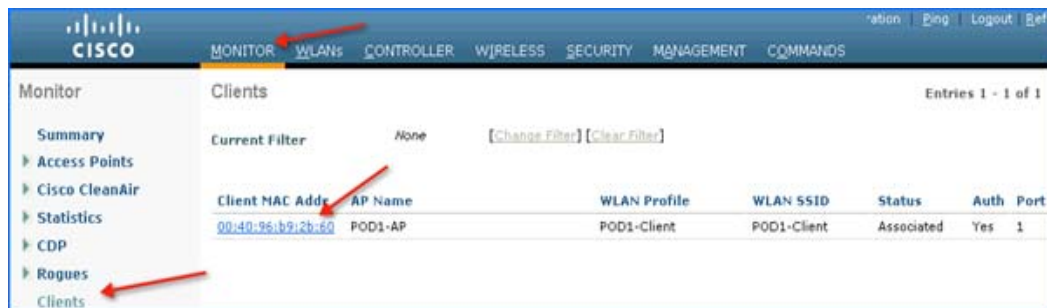 ration Ping Logout Ref
CISCO
MONITOR WLANs CONTROLLER WIRELESS SECURITY MANAGEMENT COMMANDS
Monitor
Clients
Entries 1 - 1 of 1
Summary
Current Filter None [Change Filter] [Clear Filter]
Access Points
Cisco CleanAir
Client MAC Addr AP Name WLAN Profile WLAN SSID Status Auth Port
Statistics
00:40:96:b9:2b:60 POD1-AP POD1-Client POD1-Client Associated Yes 1
CDP
Rogues
Clients